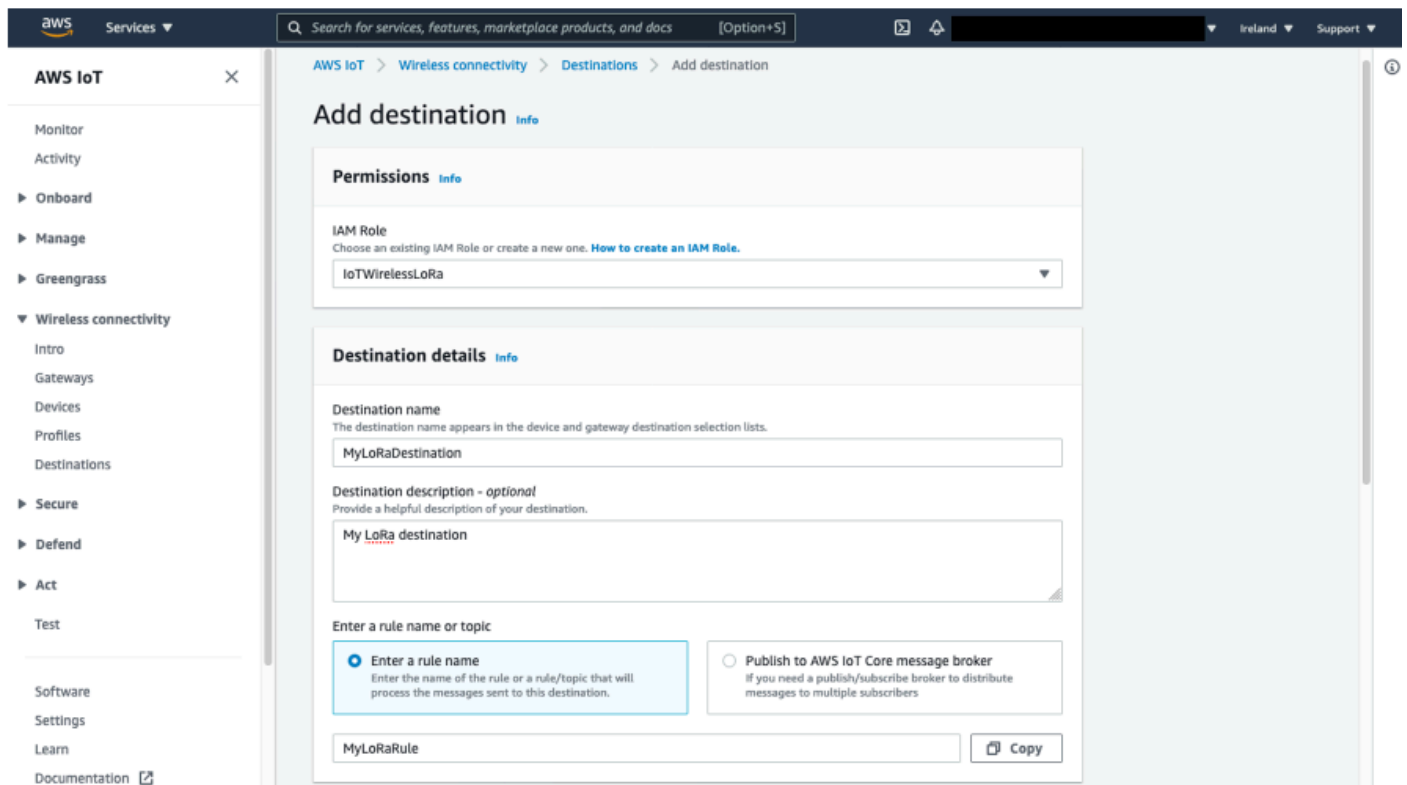 aws Services ▼ Search for services, features, marketplace products, and docs [Option+S] Ireland ▼ Support ▼
AWS IoT
Monitor
Activity
Onboard
Manage
Greengrass
Wireless connectivity
Intro
Gateways
Devices
Profiles
Destinations
Secure
Defend
Act
Test
Software
Settings
Learn
Documentation
AWS IoT > Wireless connectivity > Destinations > Add destination
Add destination Info
Permissions Info
IAM Role
Choose an existing IAM Role or create a new one. How to create an IAM Role.
IoTWirelessLoRa
Destination details Info
Destination name
The destination name appears in the device and gateway destination selection lists.
MyLoRaDestination
Destination description - optional
Provide a helpful description of your destination.
My LoRa destination
Enter a rule name or topic
Enter a rule name
Enter the name of the rule or a rule/topic that will
process the messages sent to this destination.
Publish to AWS IoT Core message broker
If you need a publish/subscribe broker to distribute
messages to multiple subscribers
MyLoRaRule
Copy